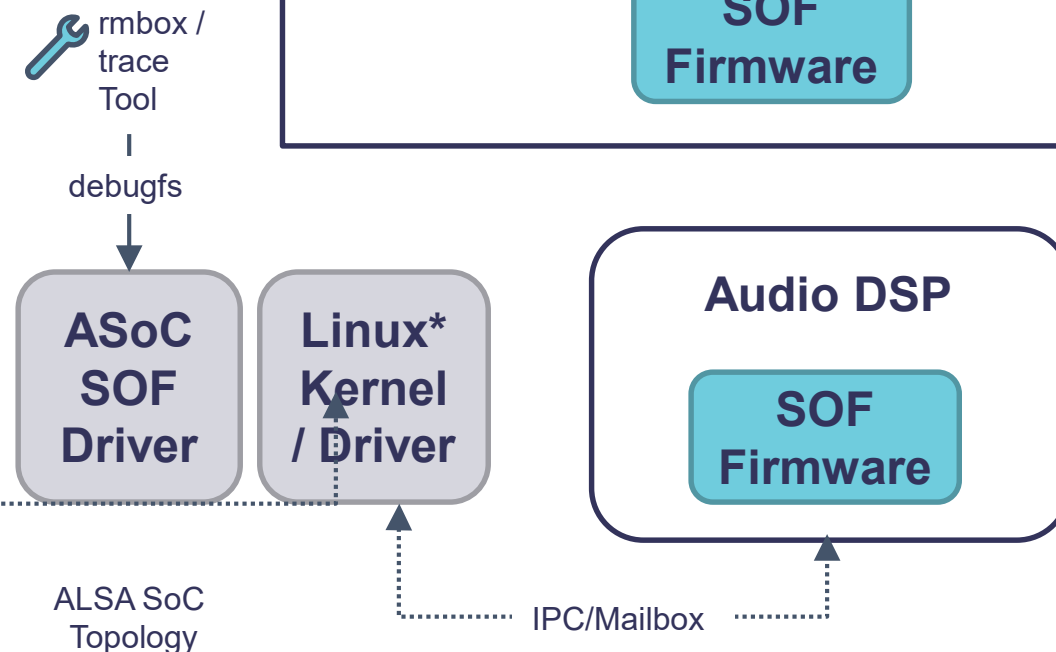 rmbox /
trace
Tool
SOF
Firmware
debugfs
ASoC
SOF
Driver
Linux*
Kernel
/ Driver
Audio DSP
SOF
Firmware
ALSA SoC
Topology
IPC/Mailbox